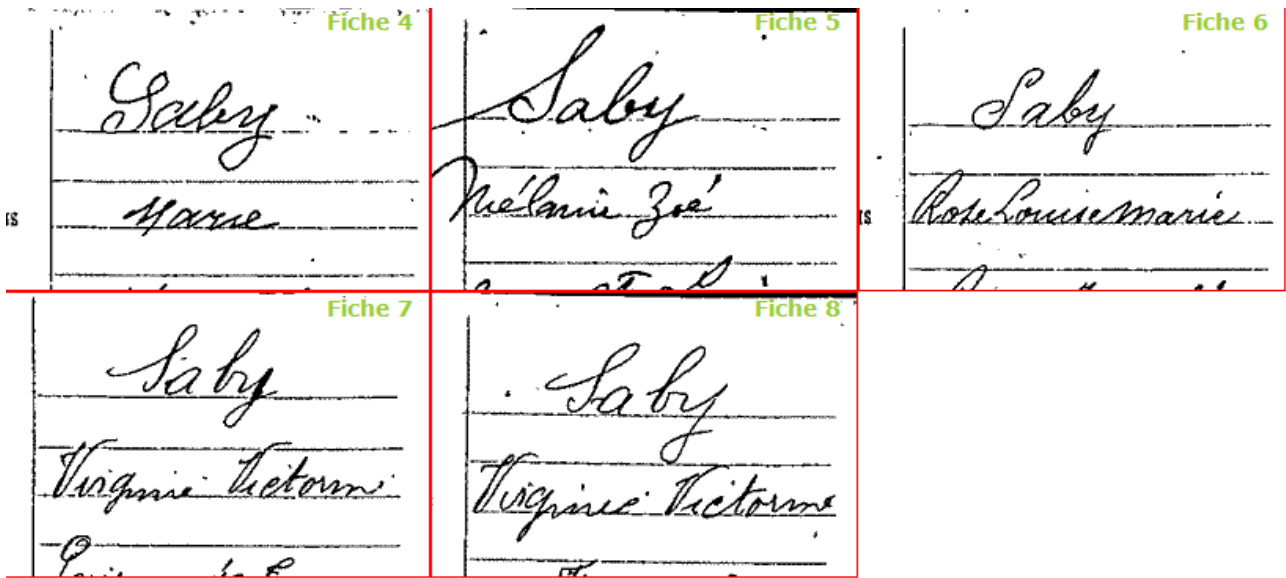 Fiche 4
Saby
Marie
Fiche 5
Saby
Mélanie Zoé
Fiche 6
Saby
Rose Louise Marie
Fiche 7
Saby
Virginie Victorine
Fiche 8
Saby
Virginie Victorine